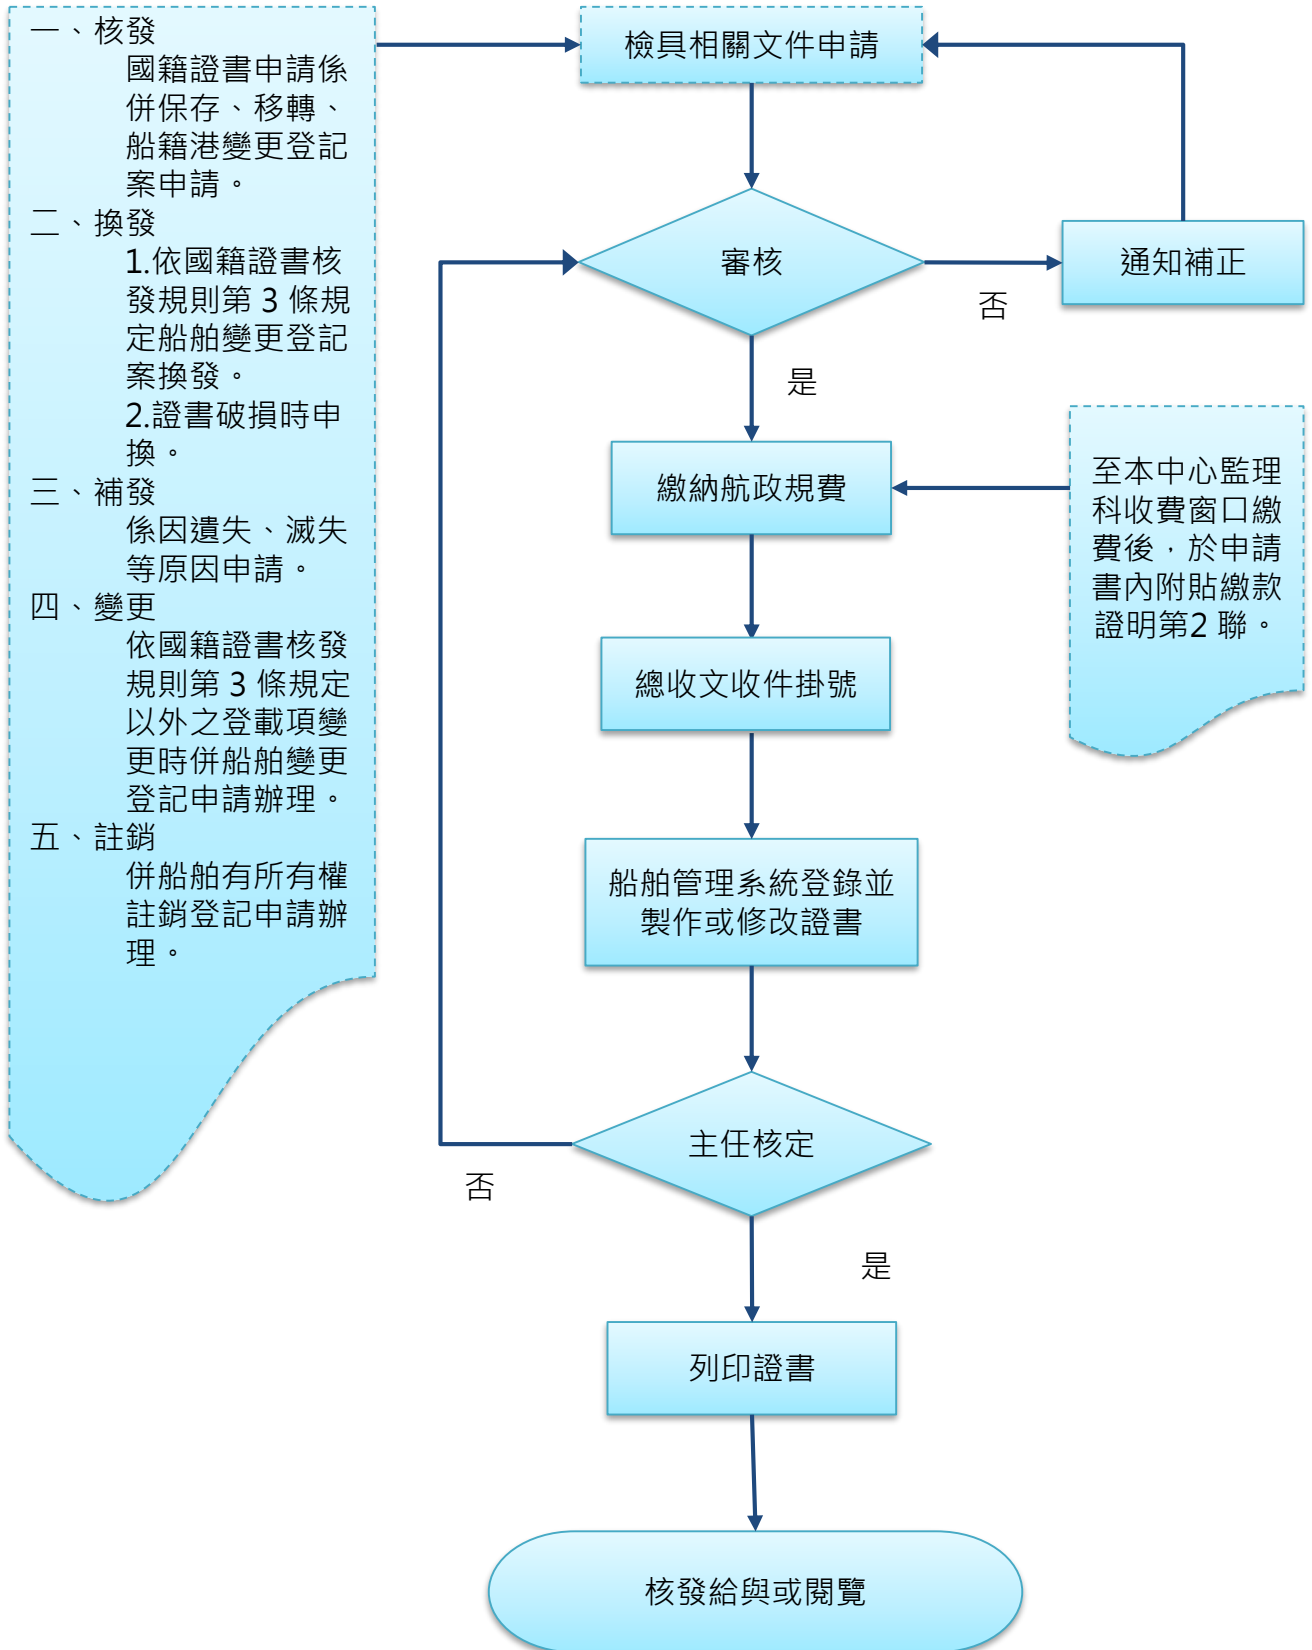 一、核發
國籍證書申請係
併保存、移轉、
船籍港變更登記
案申請。
二、換發
1.依國籍證書核
發規則第 3 條規
定船舶變更登記
案換發。
2.證書破損時申
換。
三、補發
係因遺失、滅失
等原因申請。
四、變更
依國籍證書核發
規則第 3 條規定
以外之登載項變
更時併船舶變更
登記申請辦理。
五、註銷
併船舶有所有權
註銷登記申請辦
理。
檢具相關文件申請
審核
否
通知補正
是
繳納航政規費
至本中心監理
科收費窗口繳
費後，於申請
書內附貼繳款
證明第2 聯。
總收文收件掛號
船舶管理系統登錄並
製作或修改證書
主任核定
否
是
列印證書
核發給與或閱覽